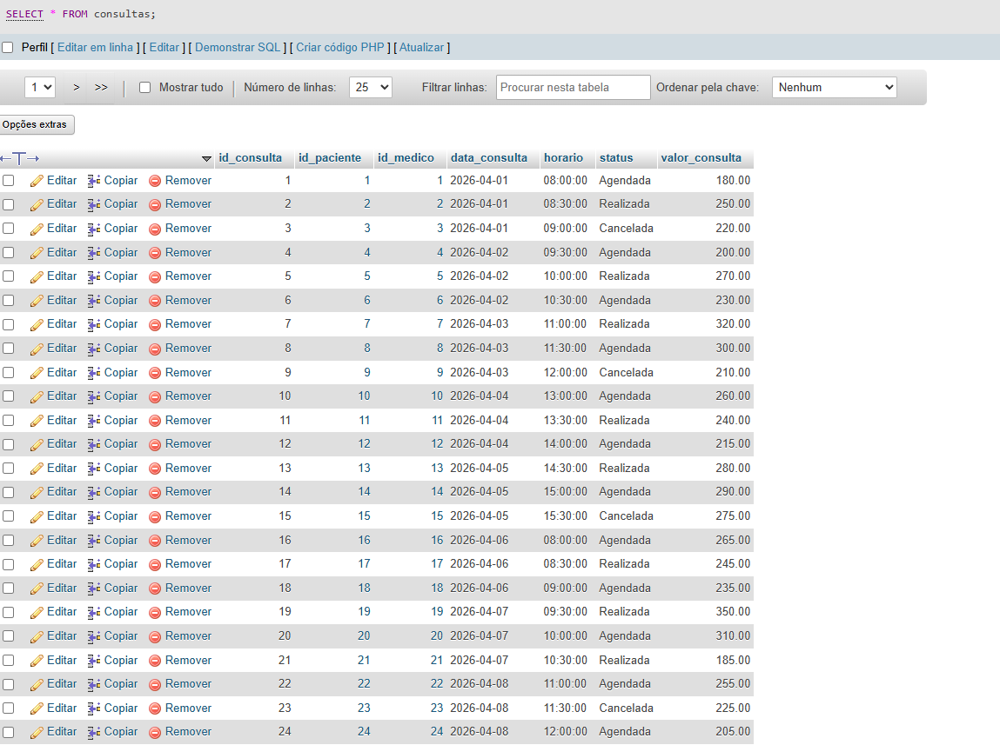 SELECT * FROM consultas;
Perfil [ Editar em linha ] [ Editar ] [ Demonstrar SQL ] [ Criar código PHP ] [ Atualizar ]
1 > >> | Mostrar tudo | Número de linhas: 25 Filtrar linhas: Procurar nesta tabela Ordenar pela chave: Nenhum
Opções extras
←T→ id_consulta id_paciente id_medico data_consulta horario status valor_consulta
Editar Copiar Remover 1 1 1 2026-04-01 08:00:00 Agendada 180.00
Editar Copiar Remover 2 2 2 2026-04-01 08:30:00 Realizada 250.00
Editar Copiar Remover 3 3 3 2026-04-01 09:00:00 Cancelada 220.00
Editar Copiar Remover 4 4 4 2026-04-02 09:30:00 Agendada 200.00
Editar Copiar Remover 5 5 5 2026-04-02 10:00:00 Realizada 270.00
Editar Copiar Remover 6 6 6 2026-04-02 10:30:00 Agendada 230.00
Editar Copiar Remover 7 7 7 2026-04-03 11:00:00 Realizada 320.00
Editar Copiar Remover 8 8 8 2026-04-03 11:30:00 Agendada 300.00
Editar Copiar Remover 9 9 9 2026-04-03 12:00:00 Cancelada 210.00
Editar Copiar Remover 10 10 10 2026-04-04 13:00:00 Agendada 260.00
Editar Copiar Remover 11 11 11 2026-04-04 13:30:00 Realizada 240.00
Editar Copiar Remover 12 12 12 2026-04-04 14:00:00 Agendada 215.00
Editar Copiar Remover 13 13 13 2026-04-05 14:30:00 Realizada 280.00
Editar Copiar Remover 14 14 14 2026-04-05 15:00:00 Agendada 290.00
Editar Copiar Remover 15 15 15 2026-04-05 15:30:00 Cancelada 275.00
Editar Copiar Remover 16 16 16 2026-04-06 08:00:00 Agendada 265.00
Editar Copiar Remover 17 17 17 2026-04-06 08:30:00 Realizada 245.00
Editar Copiar Remover 18 18 18 2026-04-06 09:00:00 Agendada 235.00
Editar Copiar Remover 19 19 19 2026-04-07 09:30:00 Realizada 350.00
Editar Copiar Remover 20 20 20 2026-04-07 10:00:00 Agendada 310.00
Editar Copiar Remover 21 21 21 2026-04-07 10:30:00 Realizada 185.00
Editar Copiar Remover 22 22 22 2026-04-08 11:00:00 Agendada 255.00
Editar Copiar Remover 23 23 23 2026-04-08 11:30:00 Cancelada 225.00
Editar Copiar Remover 24 24 24 2026-04-08 12:00:00 Agendada 205.00